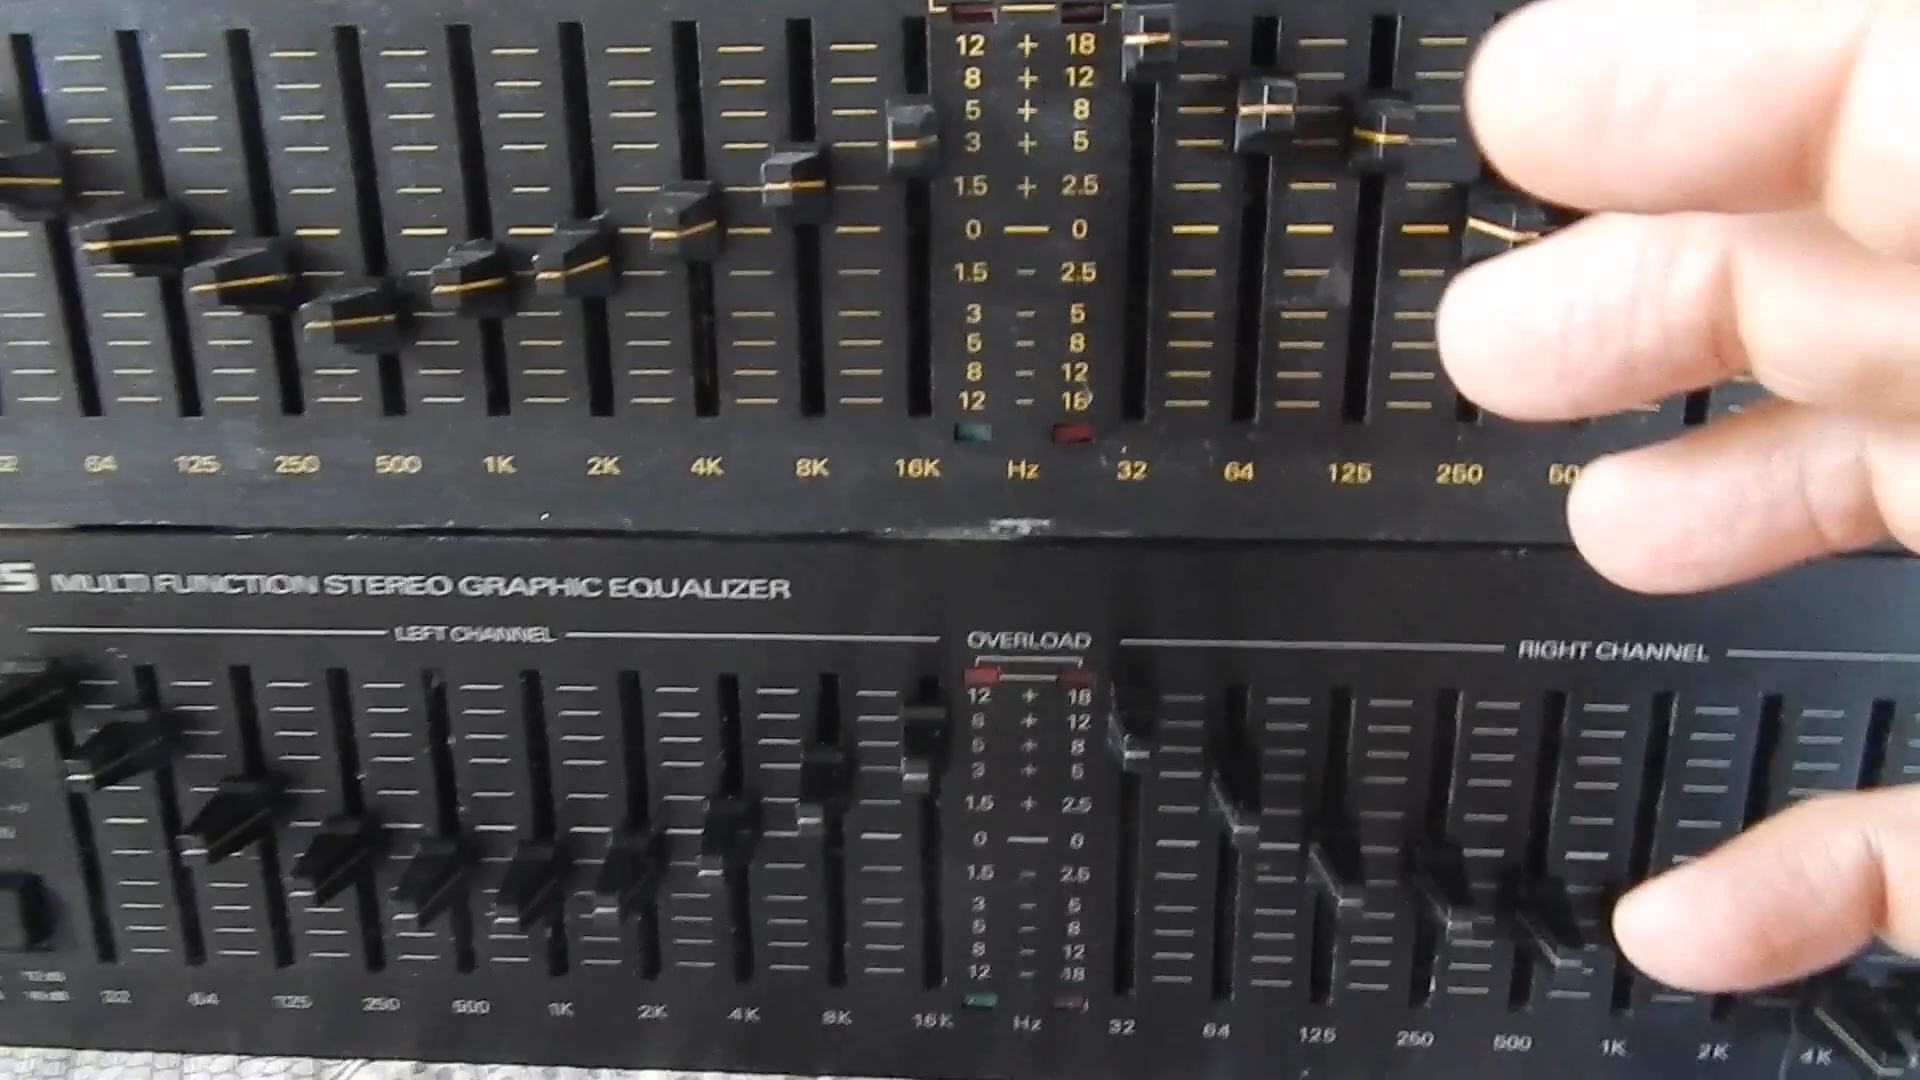 12 + 18
8 + 12
5 + 8
3 + 5
1.5 + 2.5
0 — 0
1.5 - 2.5
3 - 5
5 - 8
8 - 12
12 - 18
64 125 250 500 1K 2K 4K 8K 16K Hz 32 64 125 250
S MULTI FUNCTION STEREO GRAPHIC EQUALIZER
LEFT CHANNEL OVERLOAD RIGHT CHANNEL
12 + 18
8 + 12
5 + 8
3 + 5
1.5 + 2.5
0 — 0
1.5 - 2.5
3 - 5
5 - 8
8 - 12
12 - 18
32 64 125 250 500 1K 2K 4K 8K 16K Hz 32 64 125 250 500 1K 2K 4K